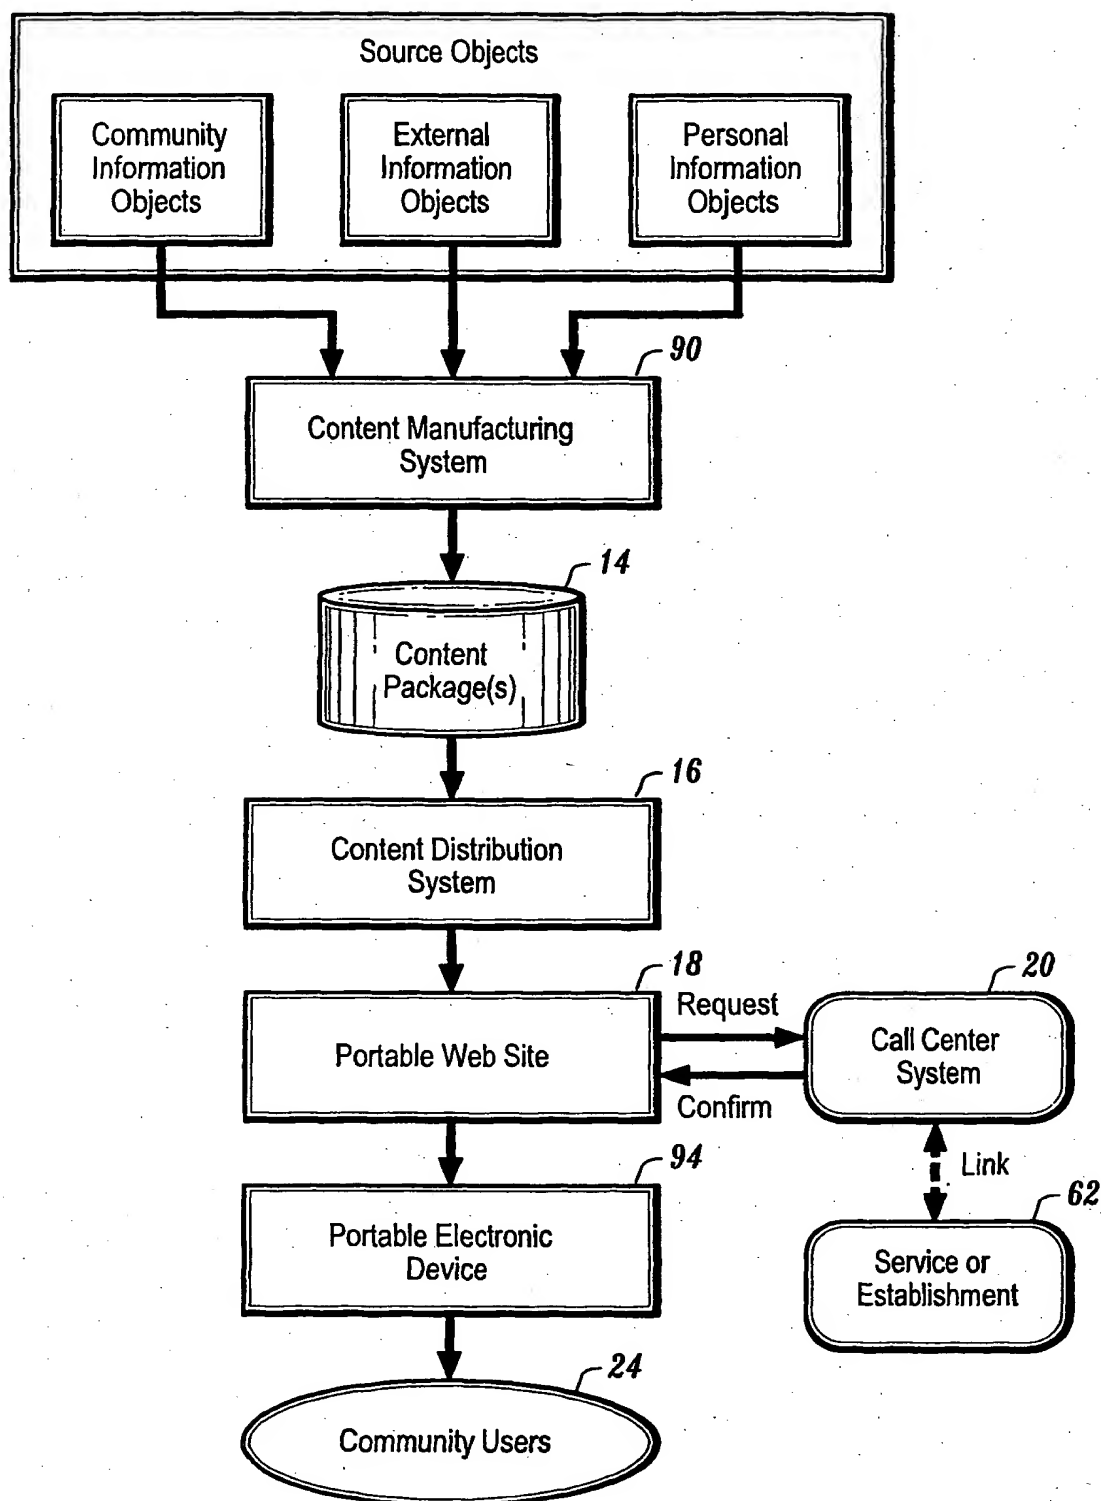 Source Objects
Community
Information
Objects
External
Information
Objects
Personal
Information
Objects
90
Content Manufacturing
System
14
Content
Package(s)
16
Content Distribution
System
18
Portable Web Site
Request
Confirm
20
Call Center
System
Link
94
Portable Electronic
Device
62
Service or
Establishment
24
Community Users